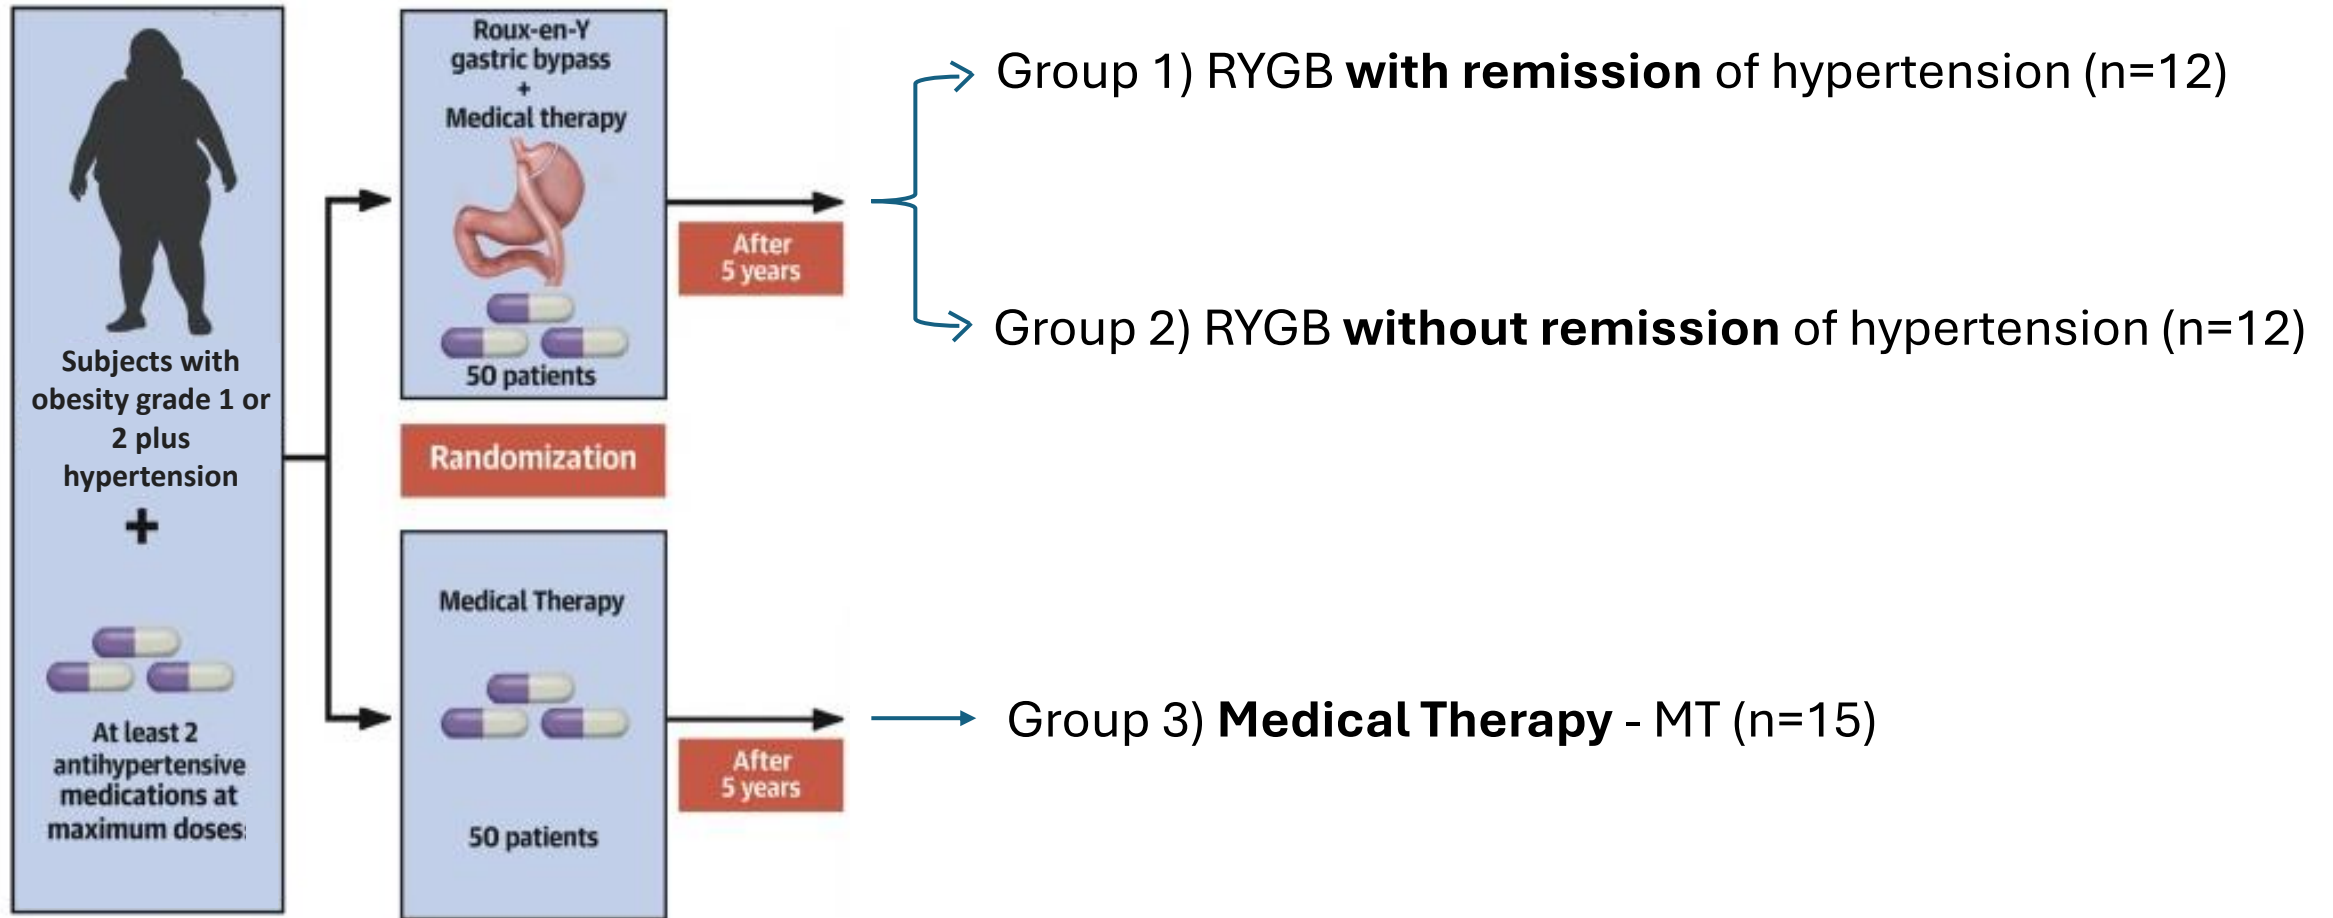 Subjects with
obesity grade 1 or
2 plus
hypertension
+
At least 2
antihypertensive
medications at
maximum doses:
Roux-en-Y
gastric bypass
+
Medical therapy
50 patients
Randomization
Medical Therapy
50 patients
After
5 years
After
5 years
Group 1) RYGB with remission of hypertension (n=12)
Group 2) RYGB without remission of hypertension (n=12)
Group 3) Medical Therapy - MT (n=15)